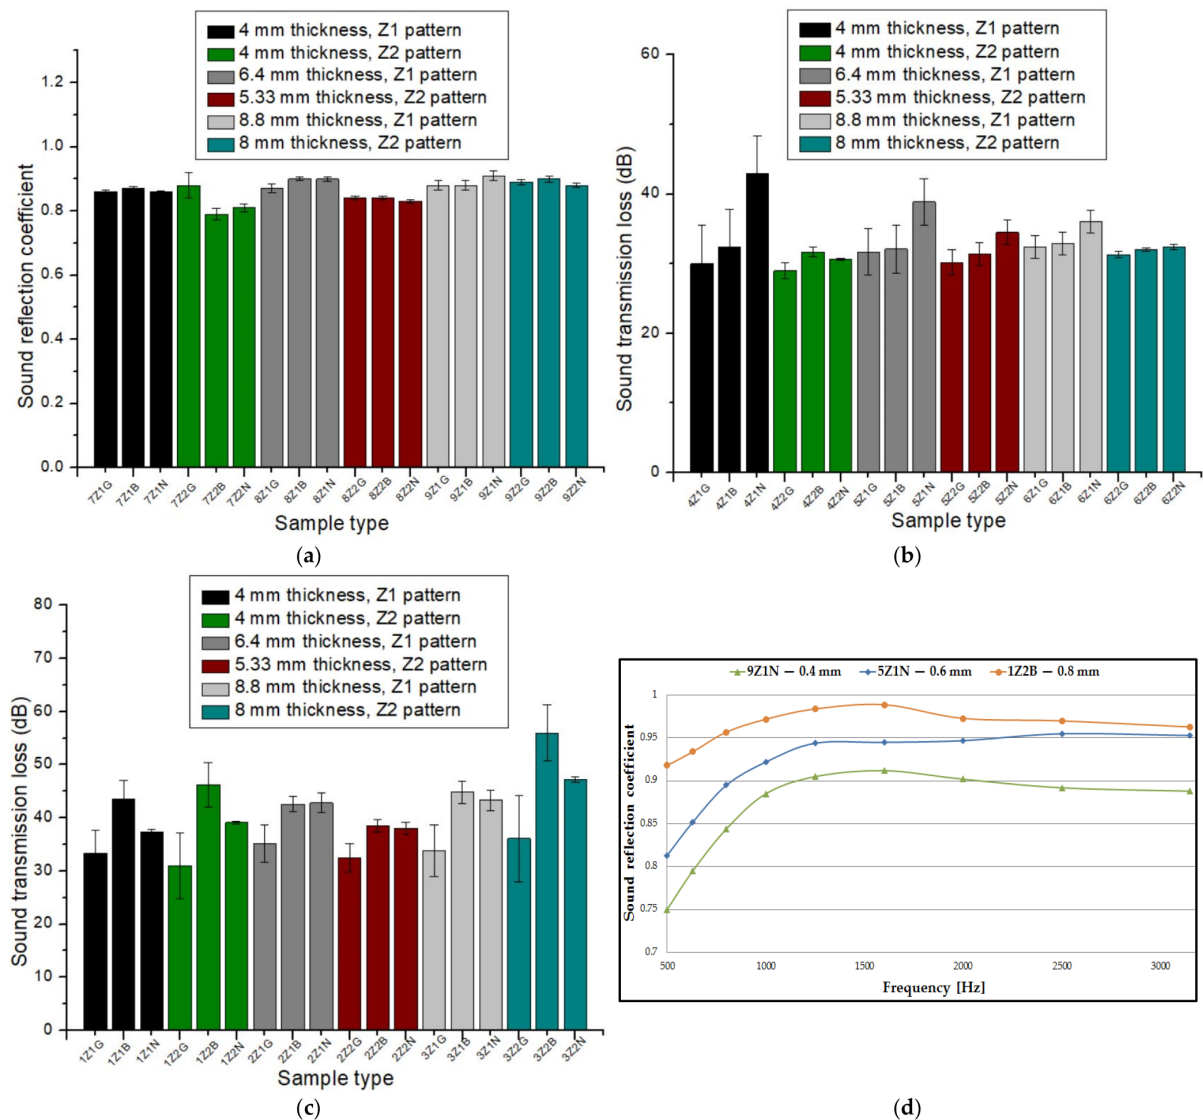 4 mm thickness, Z1 pattern
4 mm thickness, Z2 pattern
6.4 mm thickness, Z1 pattern
5.33 mm thickness, Z2 pattern
8.8 mm thickness, Z1 pattern
8 mm thickness, Z2 pattern
1.2
1.0
0.8
0.6
0.4
0.2
0.0
Sound reflection coefficient
7Z1G 7Z1B 7Z1N 7Z2G 7Z2B 7Z2N 8Z1G 8Z1B 8Z1N 8Z2G 8Z2B 8Z2N 9Z1G 9Z1B 9Z1N 9Z2G 9Z2B 9Z2N
Sample type
(a)
4 mm thickness, Z1 pattern
4 mm thickness, Z2 pattern
6.4 mm thickness, Z1 pattern
5.33 mm thickness, Z2 pattern
8.8 mm thickness, Z1 pattern
8 mm thickness, Z2 pattern
60
40
20
0
Sound transmission loss (dB)
4Z1G 4Z1B 4Z1N 4Z2G 4Z2B 4Z2N 5Z1G 5Z1B 5Z1N 5Z2G 5Z2B 5Z2N 6Z1G 6Z1B 6Z1N 6Z2G 6Z2B 6Z2N
Sample type
(b)
4 mm thickness, Z1 pattern
4 mm thickness, Z2 pattern
6.4 mm thickness, Z1 pattern
5.33 mm thickness, Z2 pattern
8.8 mm thickness, Z1 pattern
8 mm thickness, Z2 pattern
80
70
60
50
40
30
20
10
0
Sound transmission loss (dB)
1Z1G 1Z1B 1Z1N 1Z2G 1Z2B 1Z2N 2Z1G 2Z1B 2Z1N 2Z2G 2Z2B 2Z2N 3Z1G 3Z1B 3Z1N 3Z2G 3Z2B 3Z2N
Sample type
(c)
9Z1N — 0.4 mm 5Z1N — 0.6 mm 1Z2B — 0.8 mm
1
0.95
0.9
0.85
0.8
0.75
0.7
Sound reflection coefficient
500 1000 1500 2000 2500 3000
Frequency [Hz]
(d)